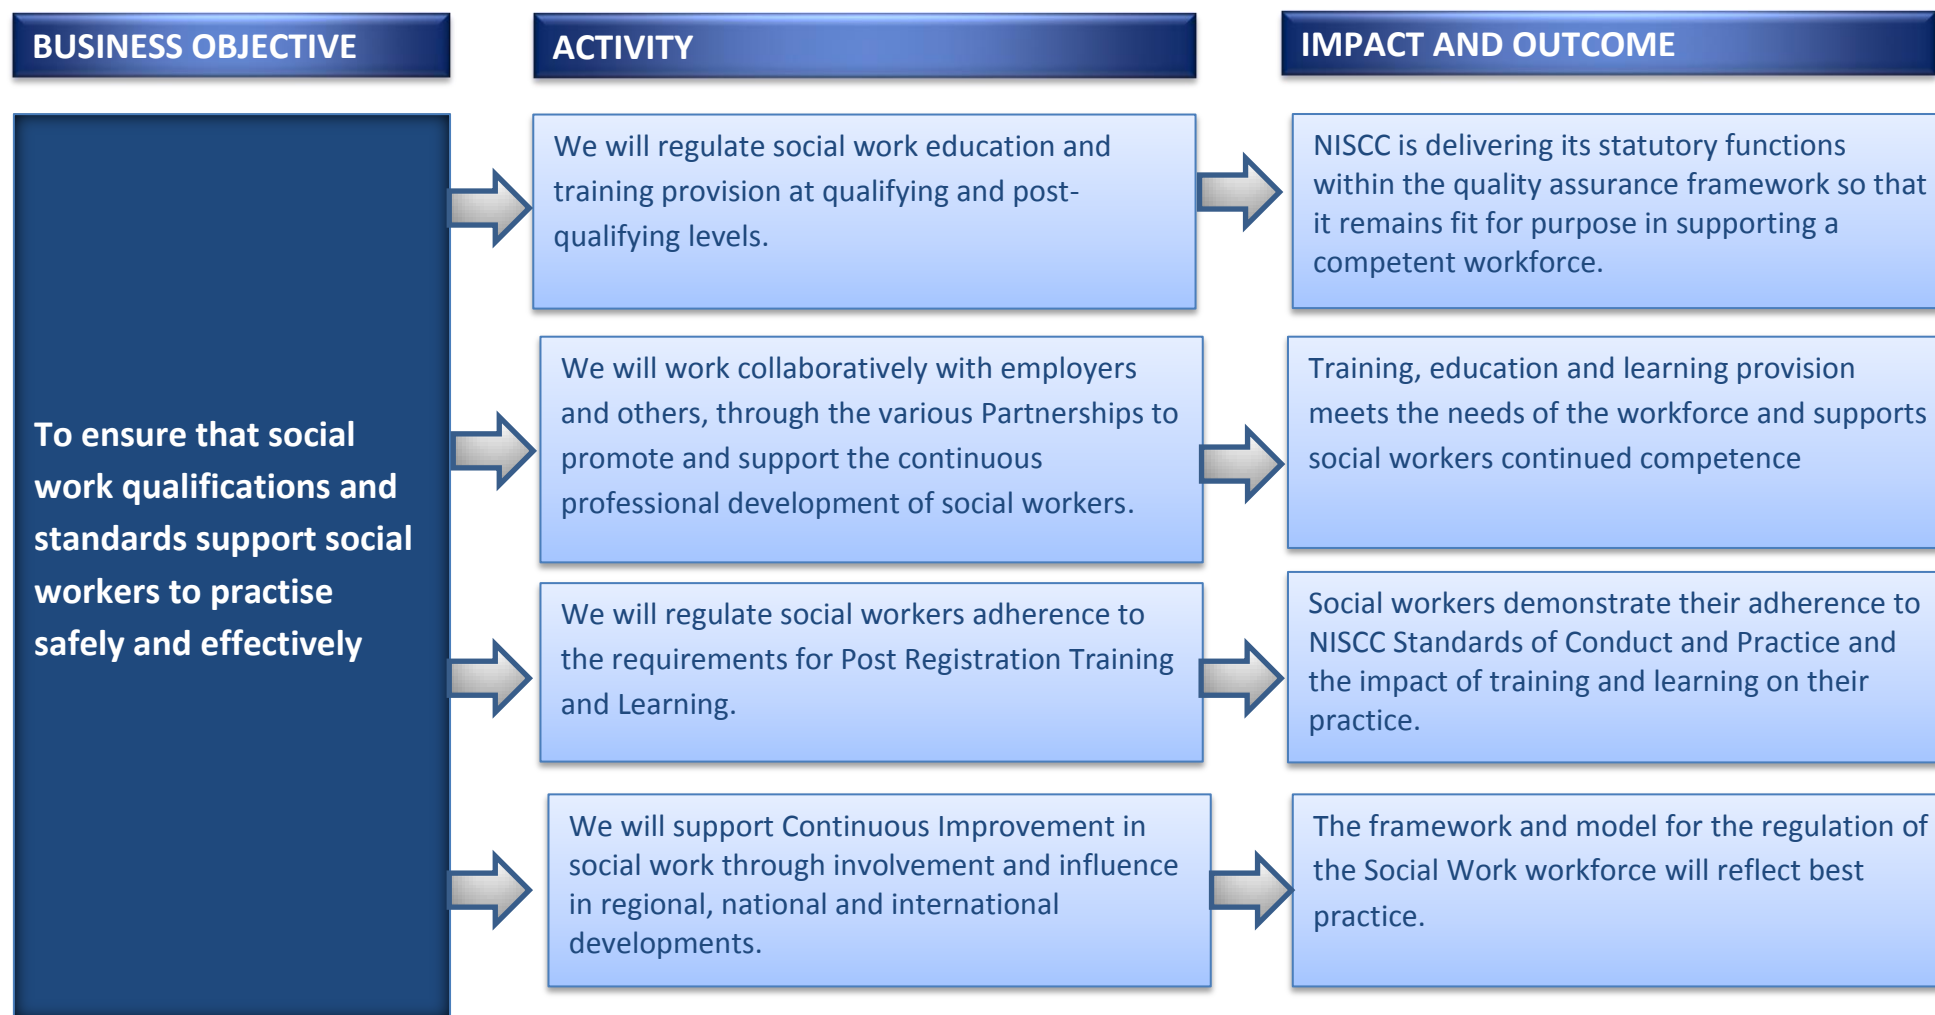 BUSINESS OBJECTIVE
ACTIVITY
IMPACT AND OUTCOME
To ensure that social
work qualifications and
standards support social
workers to practise
safely and effectively
We will regulate social work education and
training provision at qualifying and post-
qualifying levels.
NISCC is delivering its statutory functions
within the quality assurance framework so that
it remains fit for purpose in supporting a
competent workforce.
We will work collaboratively with employers
and others, through the various Partnerships to
promote and support the continuous
professional development of social workers.
Training, education and learning provision
meets the needs of the workforce and supports
social workers continued competence
We will regulate social workers adherence to
the requirements for Post Registration Training
and Learning.
Social workers demonstrate their adherence to
NISCC Standards of Conduct and Practice and
the impact of training and learning on their
practice.
We will support Continuous Improvement in
social work through involvement and influence
in regional, national and international
developments.
The framework and model for the regulation of
the Social Work workforce will reflect best
practice.